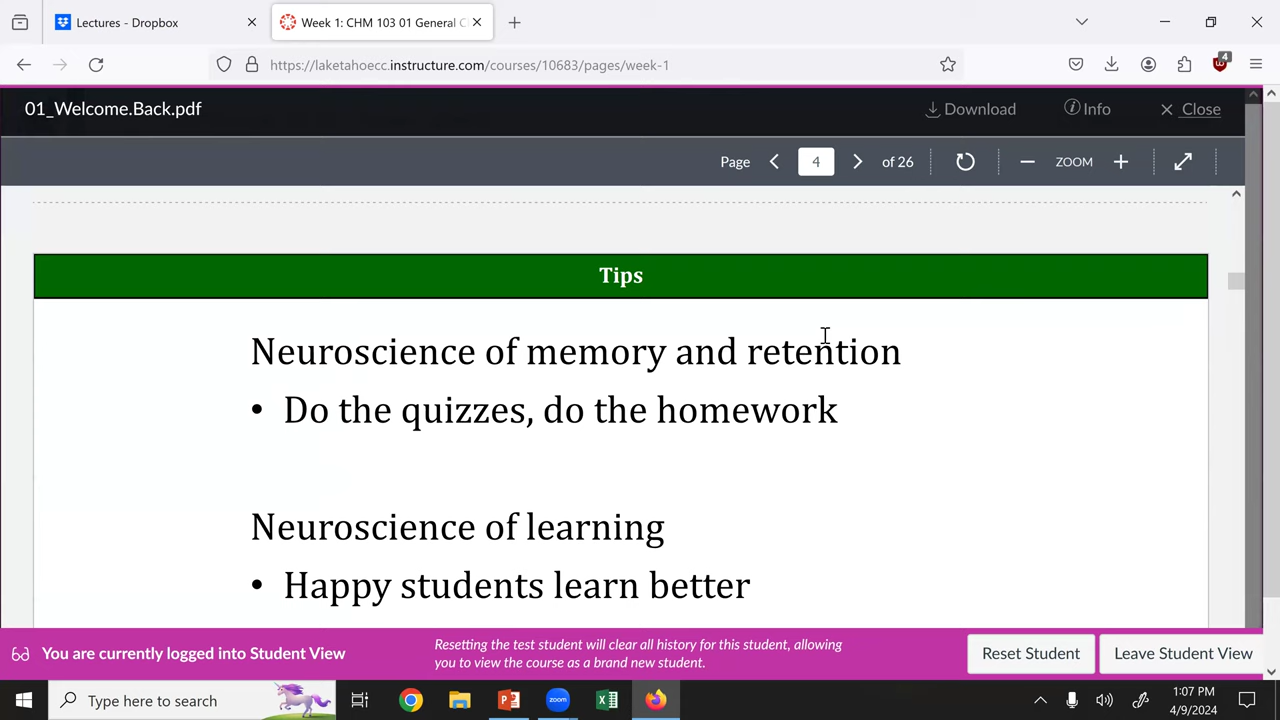 Lectures - Dropbox
Week 1: CHM 103 01 General C
https://laketahoecc.instructure.com/courses/10683/pages/week-1
4
01_Welcome.Back.pdf
Download
Info
Close
Page
4
of 26
ZOOM
Tips
Neuroscience of memory and retention
• Do the quizzes, do the homework
Neuroscience of learning
• Happy students learn better
You are currently logged into Student View
Resetting the test student will clear all history for this student, allowing
you to view the course as a brand new student.
Reset Student
Leave Student View
Type here to search
zoom
1:07 PM
4/9/2024